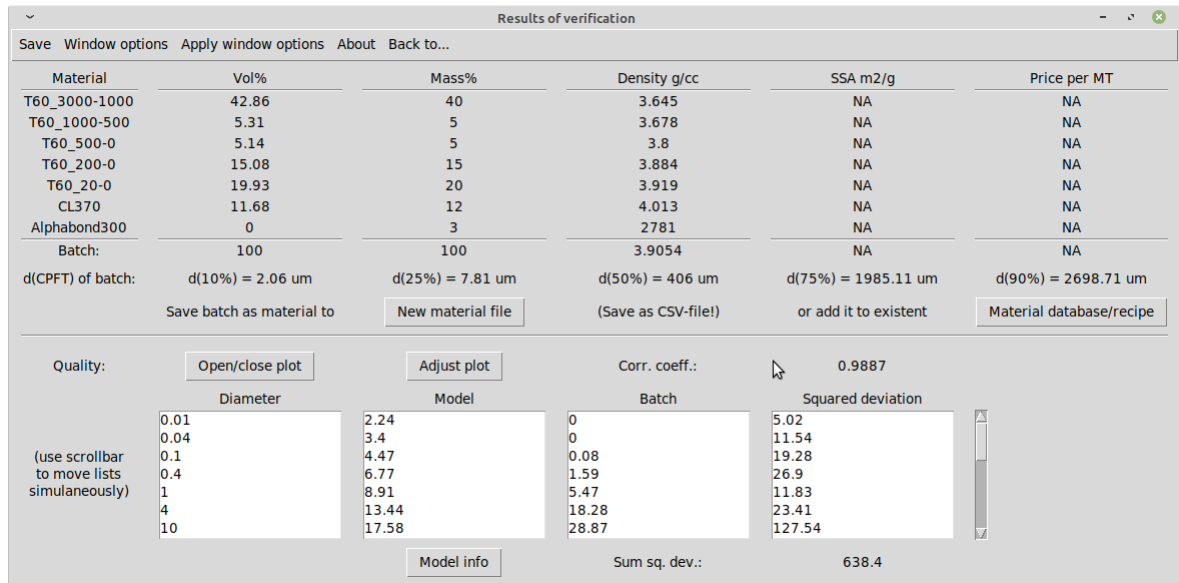 Results of verification
Save Window options Apply window options About Back to...
Material Vol% Mass% Density g/cc SSA m2/g Price per MT
T60_3000-1000 42.86 40 3.645 NA NA
T60_1000-500 5.31 5 3.678 NA NA
T60_500-0 5.14 5 3.8 NA NA
T60_200-0 15.08 15 3.884 NA NA
T60_20-0 19.93 20 3.919 NA NA
CL370 11.68 12 4.013 NA NA
Alphabond300 0 3 2781 NA NA
Batch: 100 100 3.9054 NA NA
d(CPFT) of batch: d(10%) = 2.06 um d(25%) = 7.81 um d(50%) = 406 um d(75%) = 1985.11 um d(90%) = 2698.71 um
Save batch as material to New material file (Save as CSV-file!) or add it to existent Material database/recipe
Quality: Open/close plot Adjust plot Corr. coeff.: 0.9887
Diameter Model Batch Squared deviation
0.01 2.24 0 5.02
0.04 3.4 0 11.54
(use scrollbar 0.1 4.47 0.08 19.28
to move lists 0.4 6.77 1.59 26.9
simulaneously) 1 8.91 5.47 11.83
4 13.44 18.28 23.41
10 17.58 28.87 127.54
Model info Sum sq. dev.: 638.4